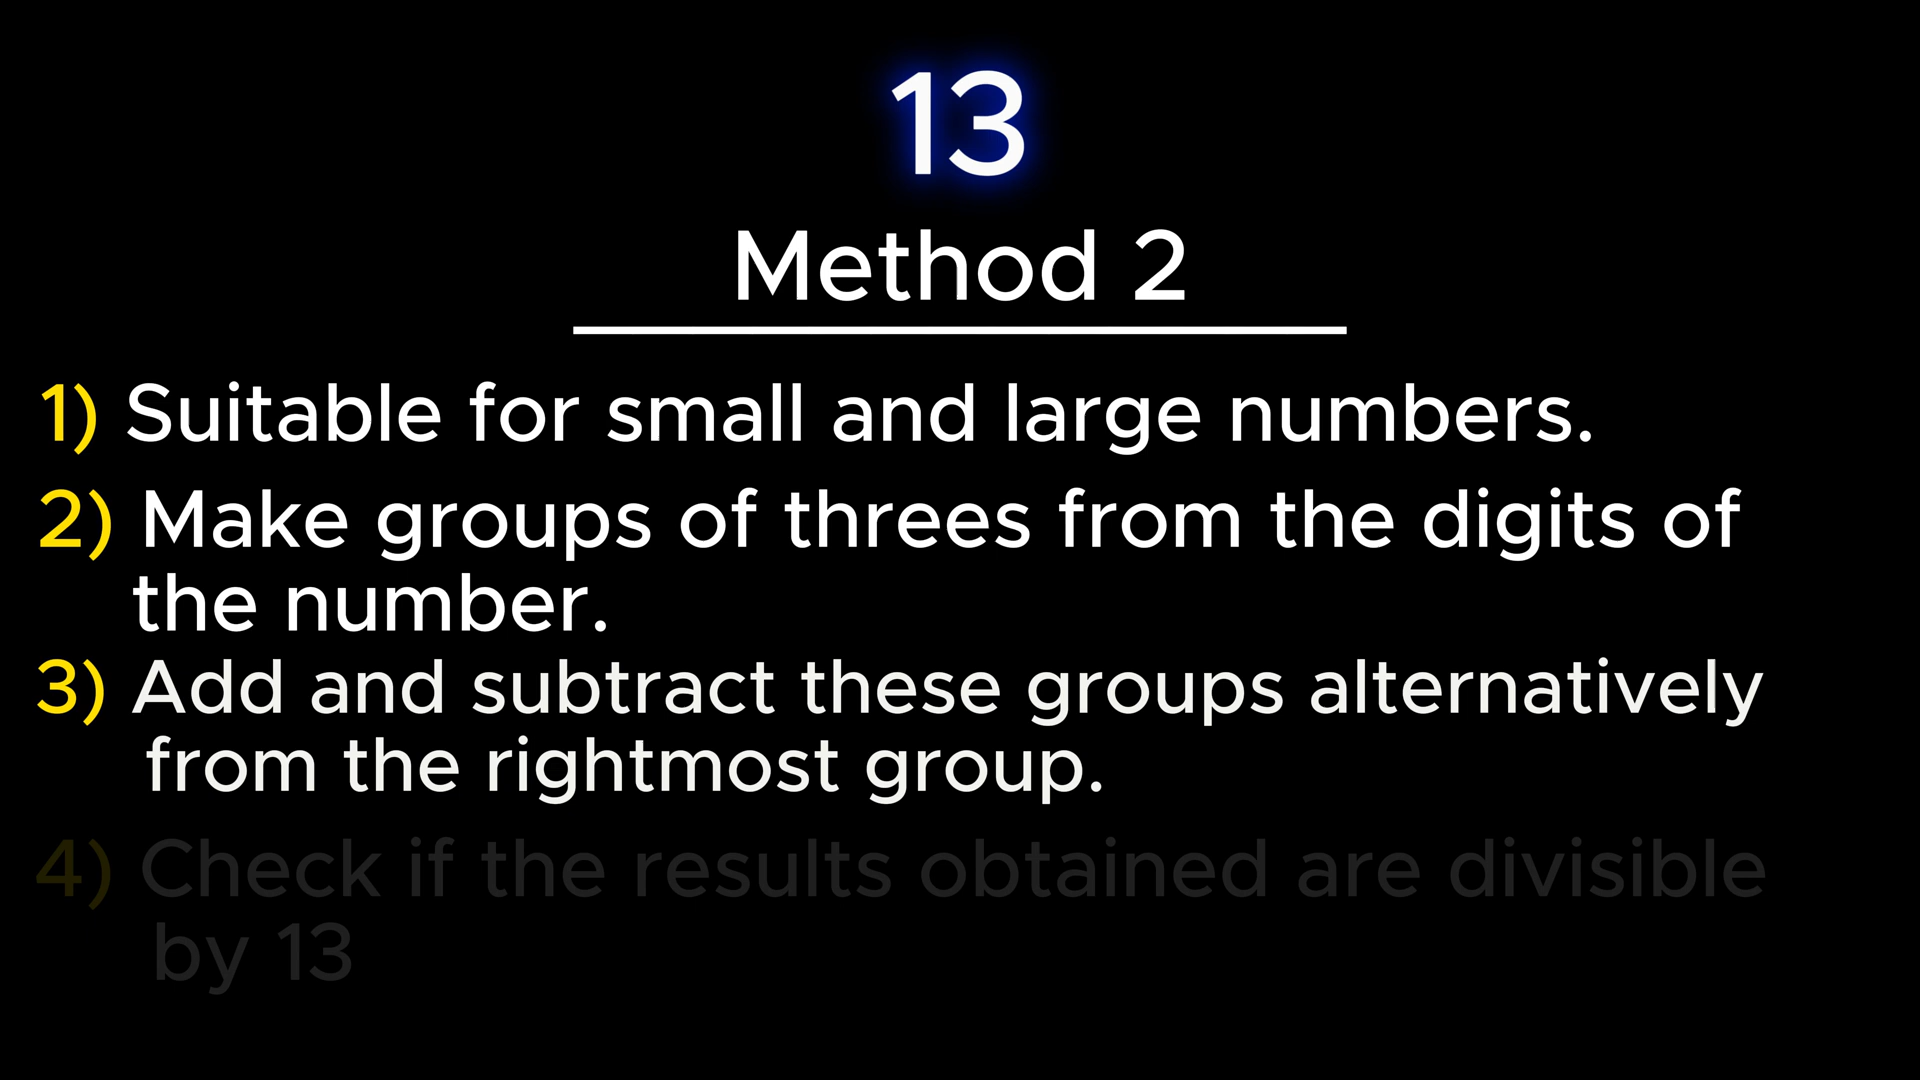 13
Method 2
1) Suitable for small and large numbers.
2) Make groups of threes from the digits of
the number.
3) Add and subtract these groups alternatively
from the rightmost group.
4) Check if the results obtained are divisible
by 13